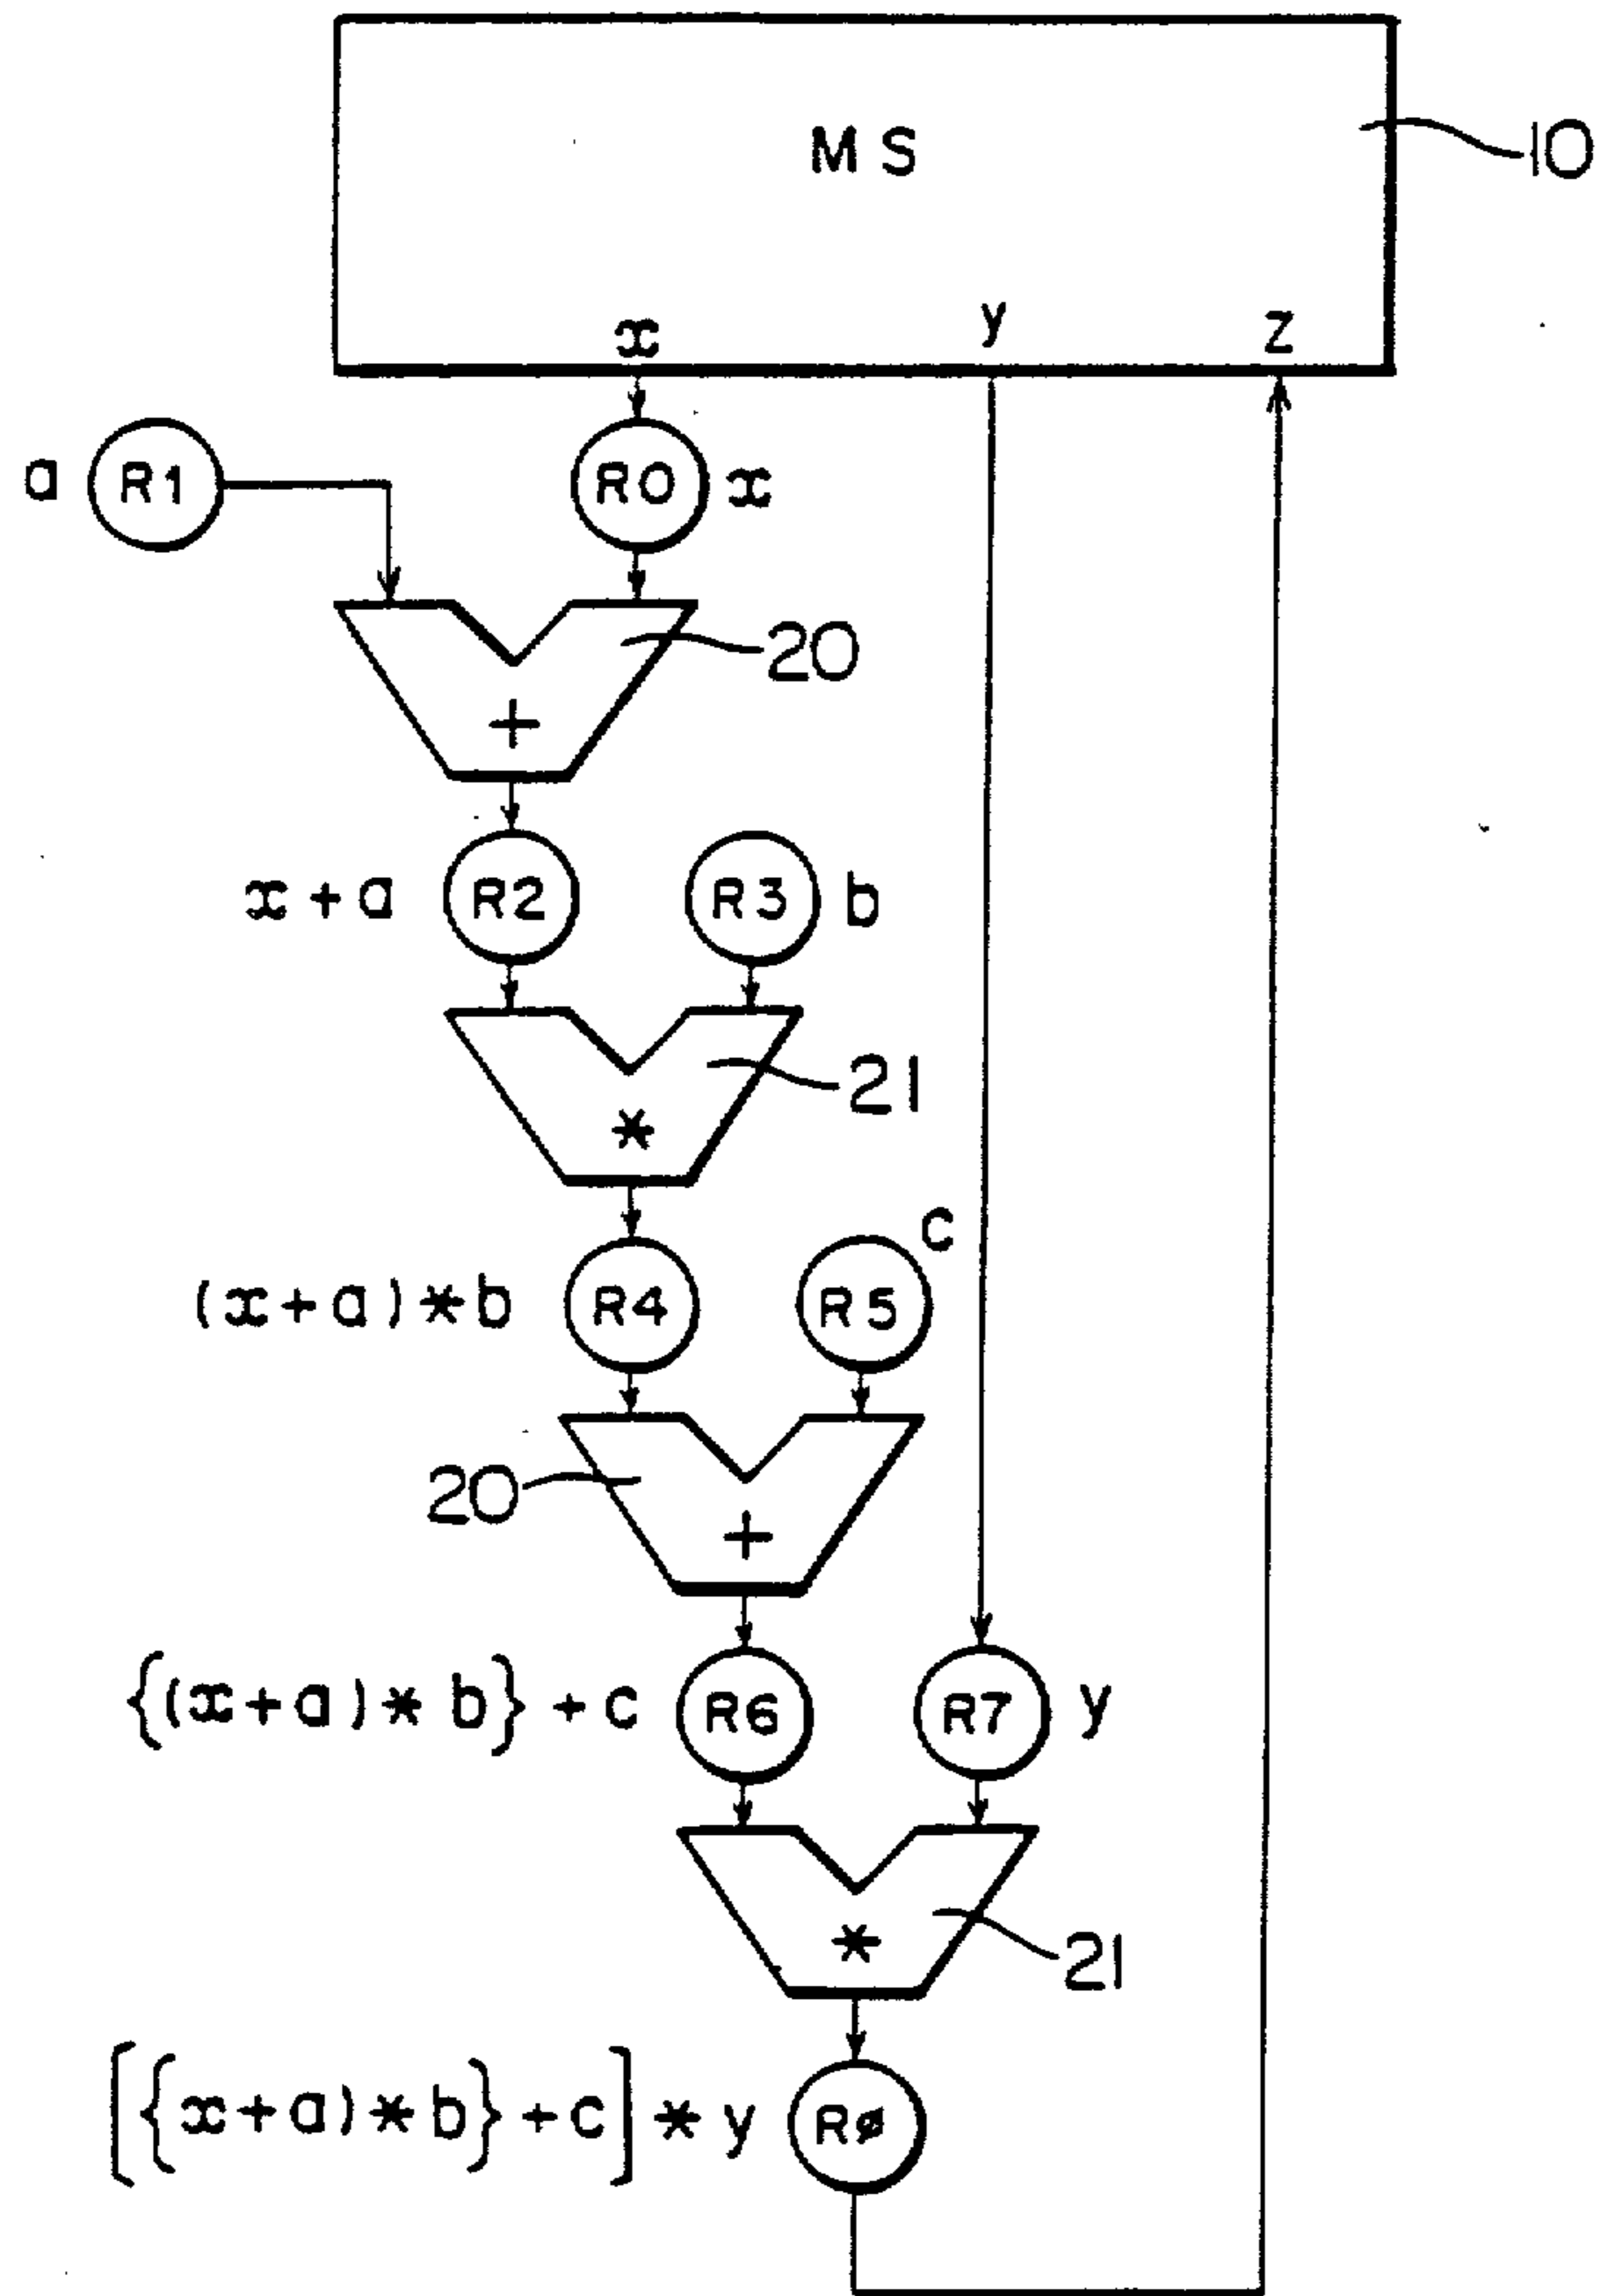 MS
10
x y z
a R1 R0 x
20
+
x+a R2 R3 b
21
*
c
(x+a)*b R4 R5
20
+
{(x+a)*b}+c R6 R7 y
*
21
[{x+a)*b}+c]*y RØ